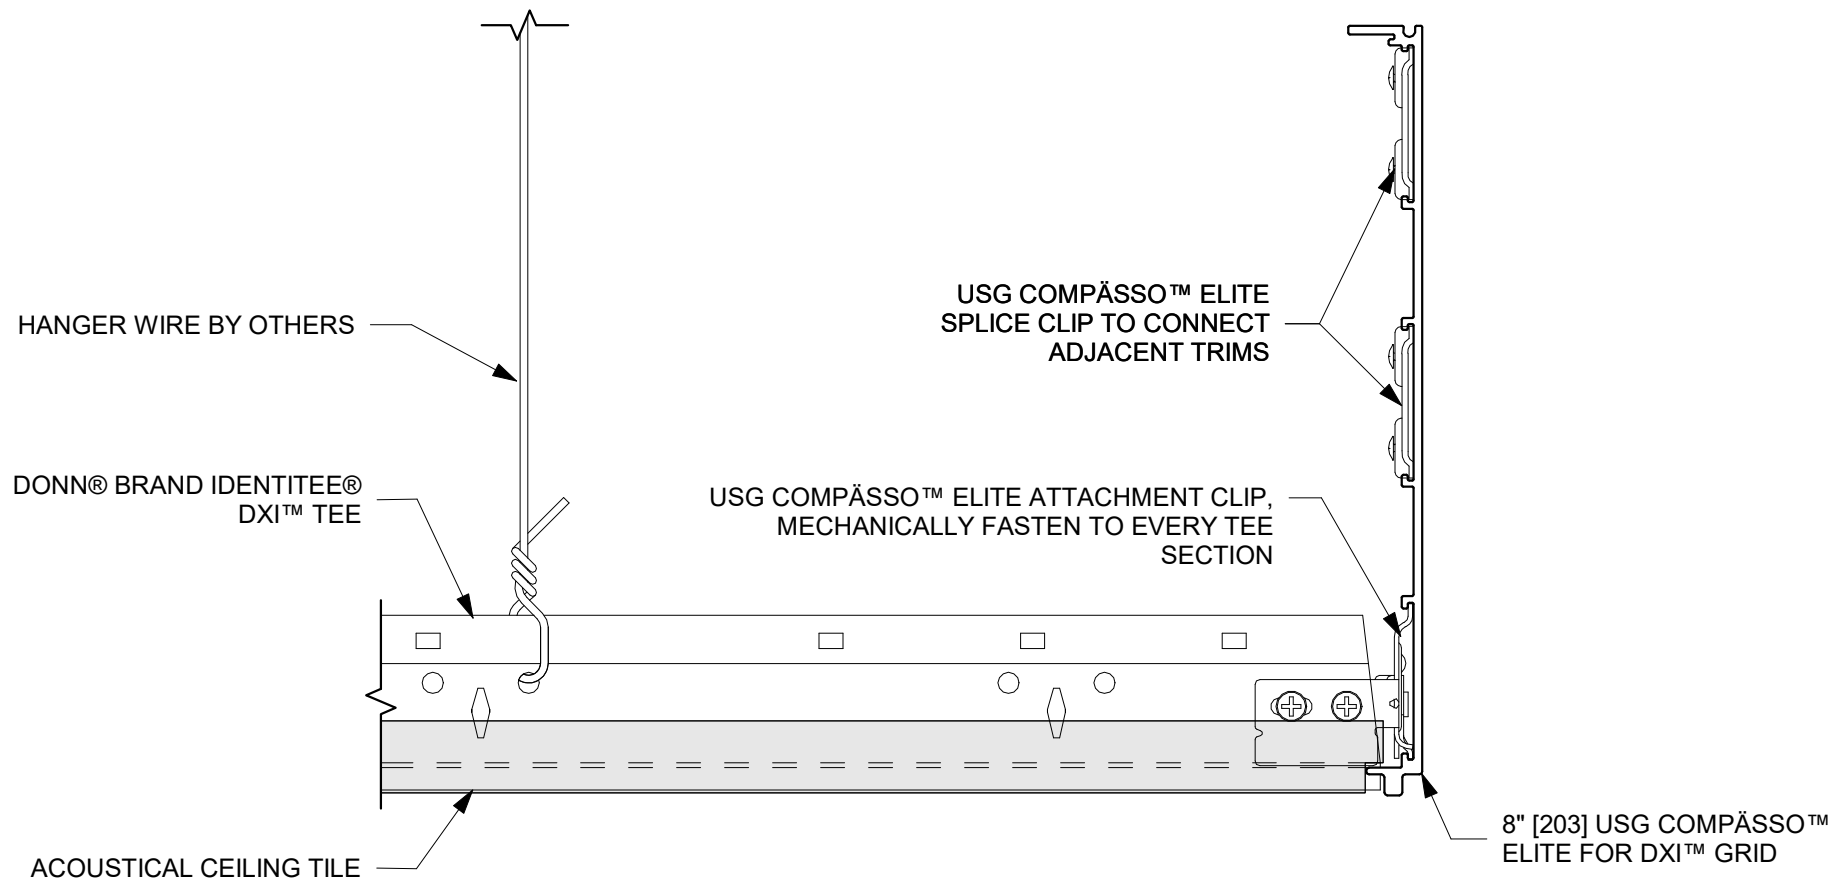 USG COMPÄSSO™ ELITE
SPLICE CLIP TO CONNECT
ADJACENT TRIMS
HANGER WIRE BY OTHERS
DONN® BRAND IDENTITEE®
DXI™ TEE
USG COMPÄSSO™ ELITE ATTACHMENT CLIP,
MECHANICALLY FASTEN TO EVERY TEE
SECTION
8" [203] USG COMPÄSSO™
ELITE FOR DXI™ GRID
ACOUSTICAL CEILING TILE